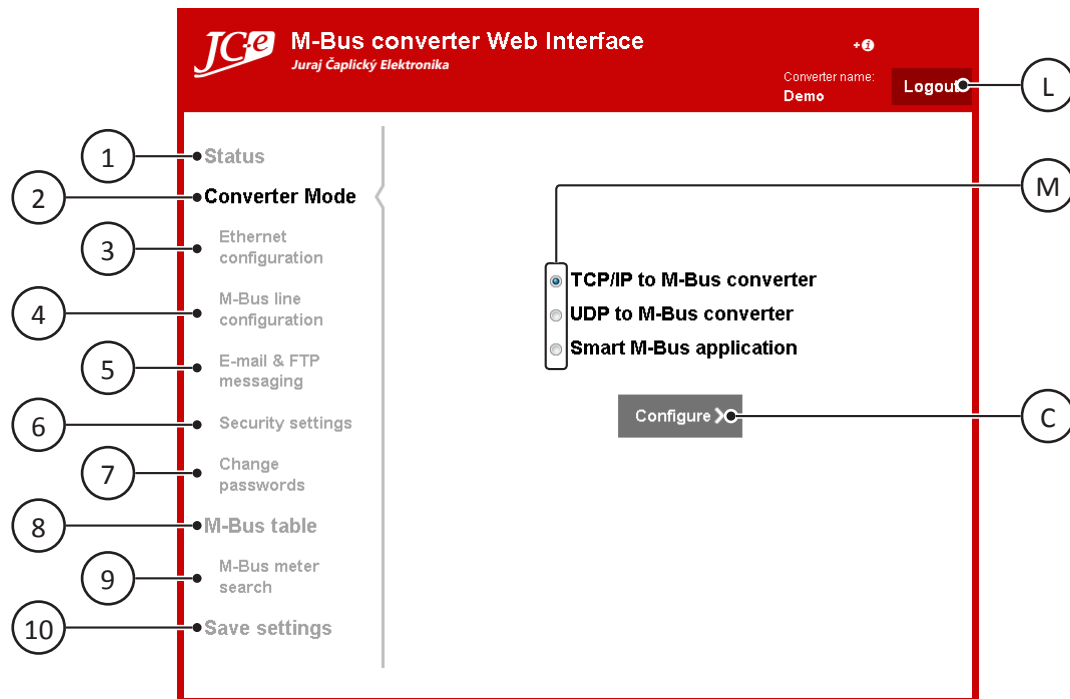 JC-e
M-Bus converter Web Interface
Juraj Čaplický Elektronika
+i
Converter name:
Demo
Logout
L
1
Status
2
Converter Mode
M
3
Ethernet
configuration
TCP/IP to M-Bus converter
4
M-Bus line
configuration
UDP to M-Bus converter
Smart M-Bus application
5
E-mail & FTP
messaging
6
Security settings
Configure
C
7
Change
passwords
8
M-Bus table
9
M-Bus meter
search
10
Save settings